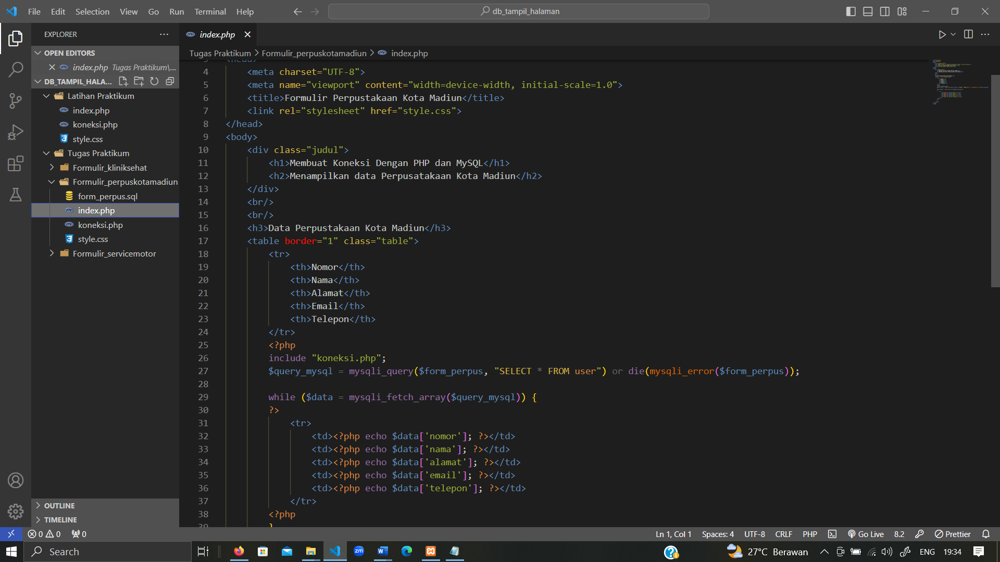 File Edit Selection View Go Run Terminal Help
db_tampil_halaman
EXPLORER
index.php
OPEN EDITORS
index.php Tugas Praktikum\...
DB_TAMPIL_HALA...
Latihan Praktikum
index.php
koneksi.php
style.css
Tugas Praktikum
Formulir_kliniksehat
Formulir_perpuskotamadiun
form_perpus.sql
index.php
koneksi.php
style.css
Formulir_servicemotor
OUTLINE
TIMELINE
Tugas Praktikum > Formulir_perpuskotamadiun > index.php
3 <head>
4 <meta charset="UTF-8">
5 <meta name="viewport" content="width=device-width, initial-scale=1.0">
6 <title>Formulir Perpustakaan Kota Madiun</title>
7 <link rel="stylesheet" href="style.css">
8 </head>
9 <body>
10 <div class="judul">
11 <h1>Membuat Koneksi Dengan PHP dan MySQL</h1>
12 <h2>Menampilkan data Perpusatakaan Kota Madiun</h2>
13 </div>
14 <br/>
15 <br/>
16 <h3>Data Perpustakaan Kota Madiun</h3>
17 <table border="1" class="table">
18 <tr>
19 <th>Nomor</th>
20 <th>Nama</th>
21 <th>Alamat</th>
22 <th>Email</th>
23 <th>Telepon</th>
24 </tr>
25 <?php
26 include "koneksi.php";
27 $query_mysql = mysqli_query($form_perpus, "SELECT * FROM user") or die(mysqli_error($form_perpus));
28
29 while ($data = mysqli_fetch_array($query_mysql)) {
30 ?>
31 <tr>
32 <td><?php echo $data['nomor']; ?></td>
33 <td><?php echo $data['nama']; ?></td>
34 <td><?php echo $data['alamat']; ?></td>
35 <td><?php echo $data['email']; ?></td>
36 <td><?php echo $data['telepon']; ?></td>
37 </tr>
38 <?php
39 }
0 0 0 Ln 1, Col 1 Spaces: 4 UTF-8 CRLF PHP Go Live 8.2 Prettier
Search zm W 27°C Berawan ENG 19:34